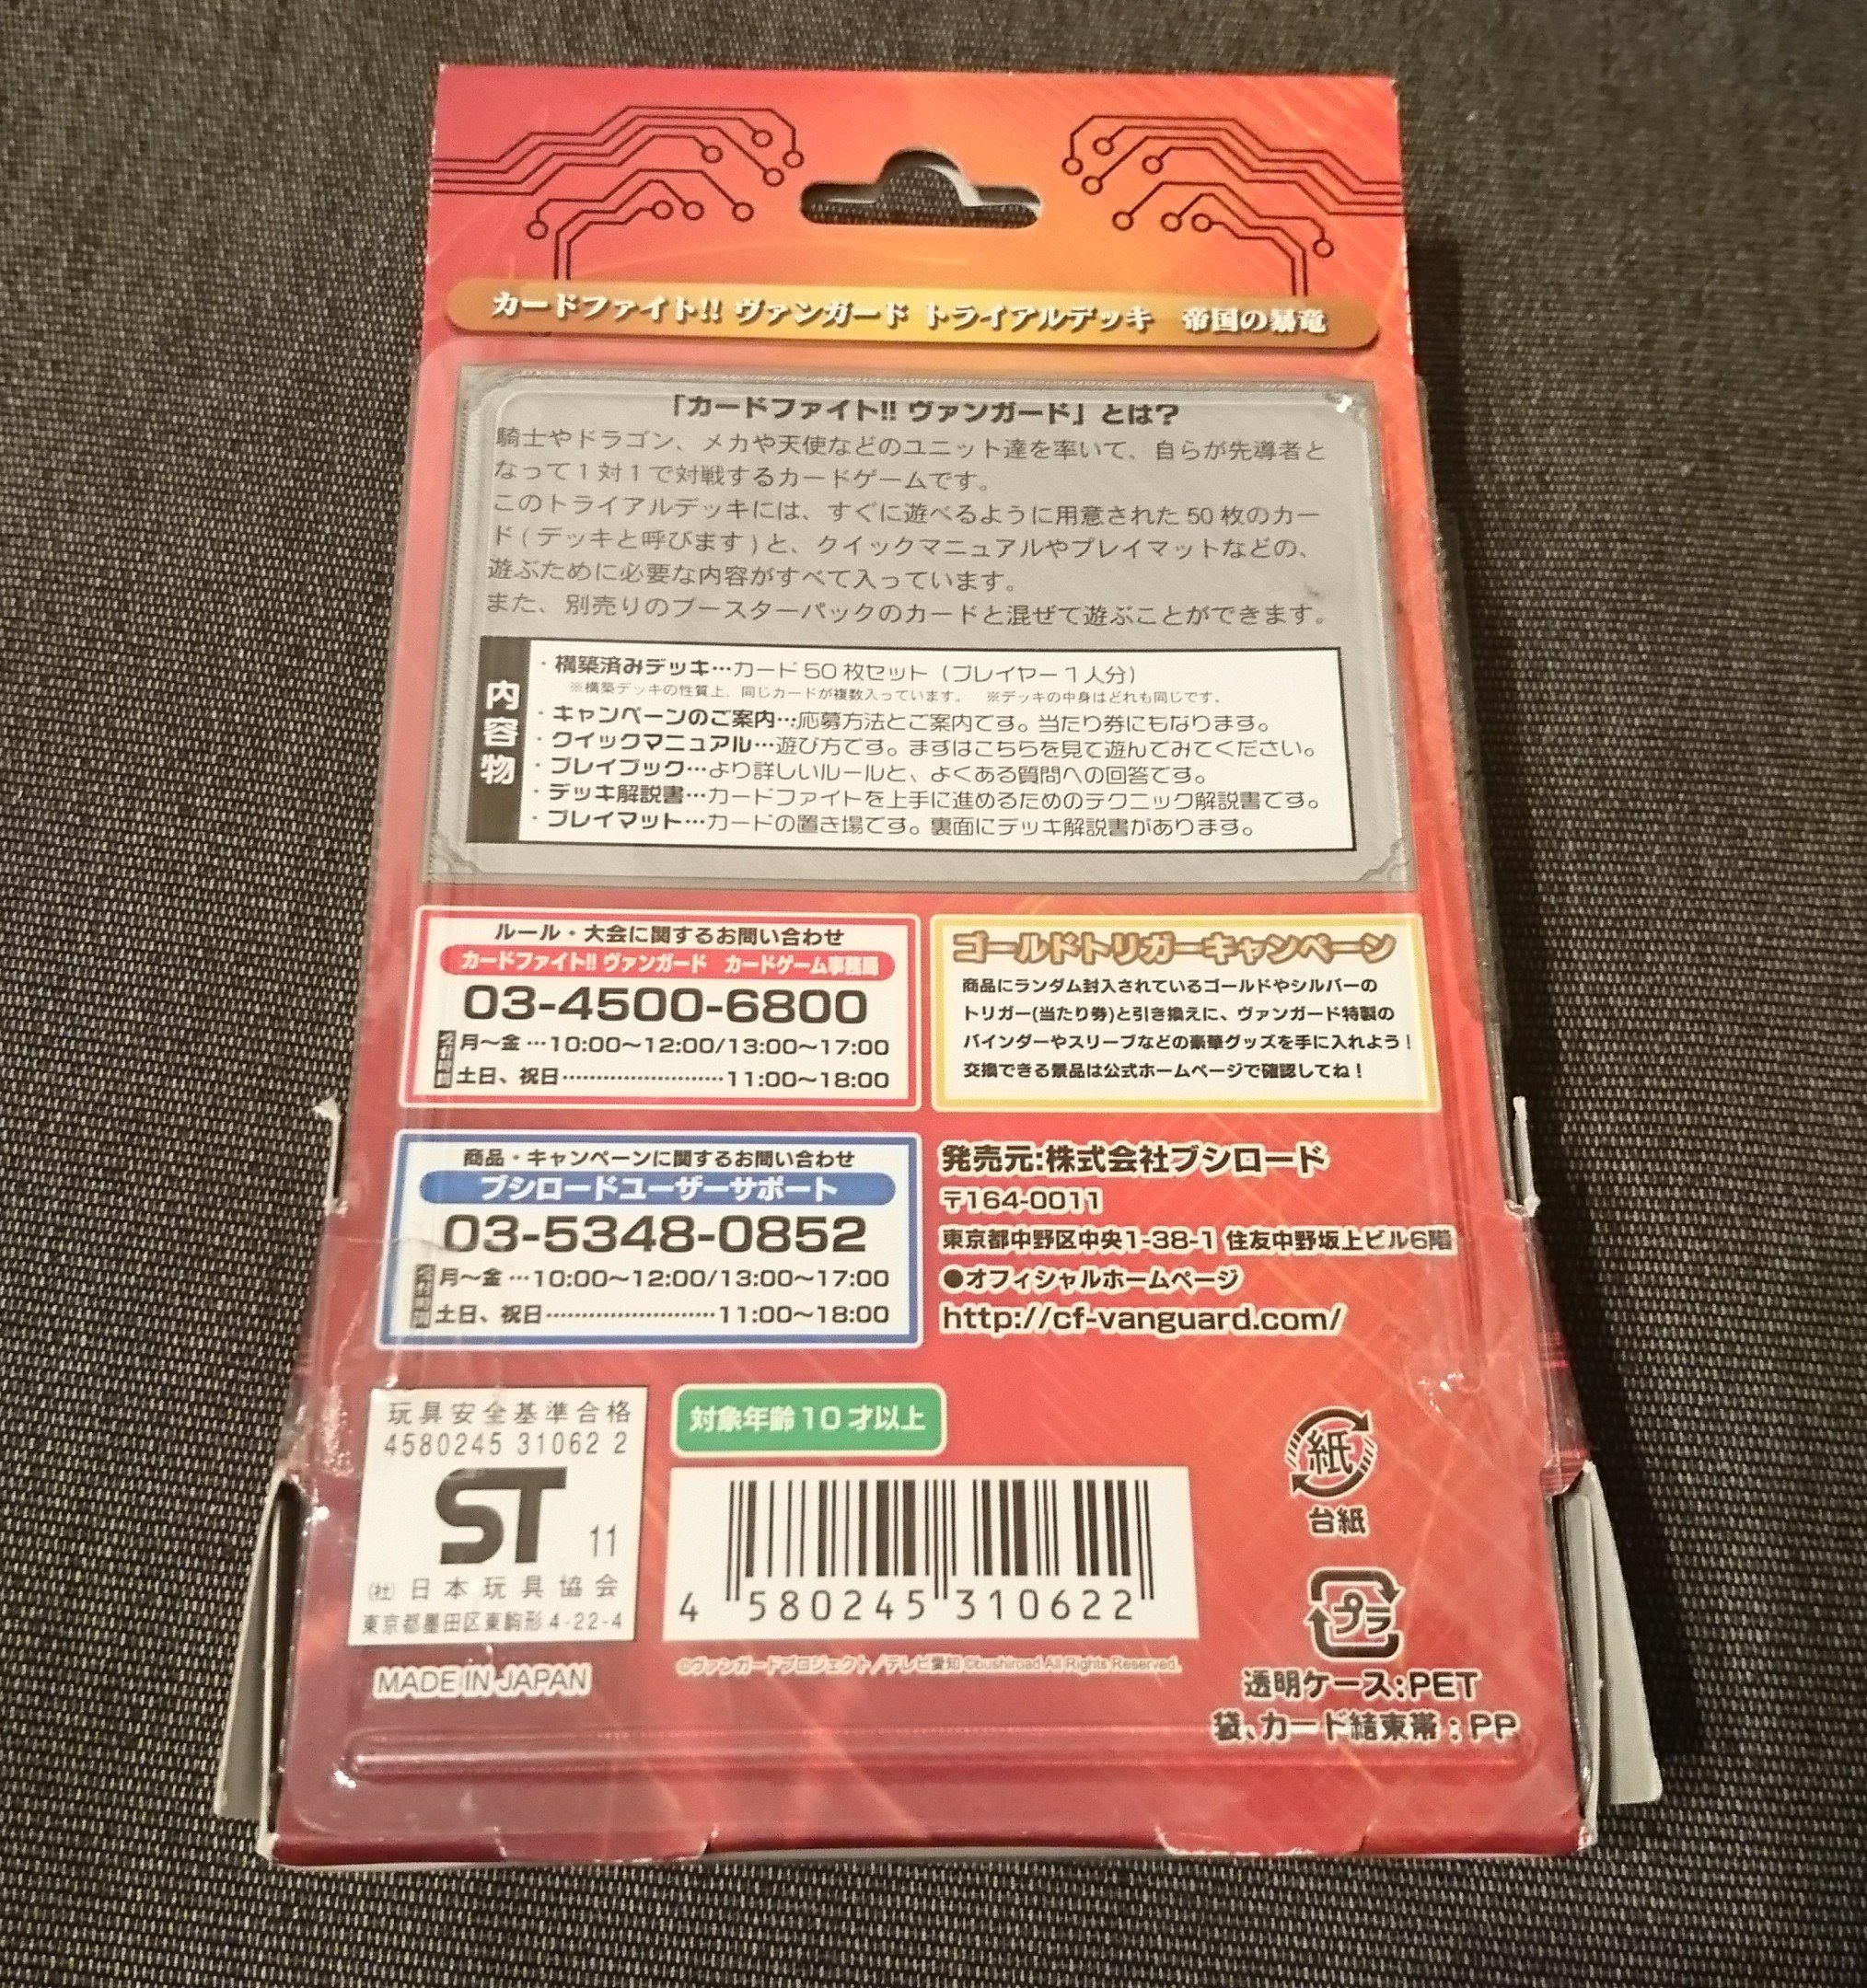 カードファイト!! ヴァンガード トライアルデッキ 帝国の暴竜
「カードファイト!! ヴァンガード」とは?
騎士やドラゴン、メカや天使などのユニット達を率いて、自らが先導者と
なって1対1で対戦するカードゲームです。
このトライアルデッキには、すぐに遊べるように用意された50枚のカー
ド(デッキと呼びます)と、クイックマニュアルやプレイマットなどの、
遊ぶために必要な内容がすべて入っています。
また、別売りのブースターパックのカードと混ぜて遊ぶことができます。
内容物
・構築済みデッキ…カード50枚セット(プレイヤー1人分)
※構築デッキの性質上、同じカードが複数入っています。 ※デッキの中身はどれも同じです。
・キャンペーンのご案内…応募方法とご案内です。当たり券にもなります。
・クイックマニュアル…遊び方です。まずはこちらを見て遊んでみてください。
・プレイブック…より詳しいルールと、よくある質問への回答です。
・デッキ解説書…カードファイトを上手に進めるためのテクニック解説書です。
・プレイマット…カードの置き場です。裏面にデッキ解説書があります。
ルール・大会に関するお問い合わせ
カードファイト!! ヴァンガード カードゲーム事務局
03-4500-6800
月〜金…10:00〜12:00/13:00〜17:00
土日、祝日……………………11:00〜18:00
ゴールドトリガーキャンペーン
商品にランダム封入されているゴールドやシルバーの
トリガー(当たり券)と引き換えに、ヴァンガード特製の
バインダーやスリーブなどの豪華グッズを手に入れよう!
交換できる景品は公式ホームページで確認してね!
商品・キャンペーンに関するお問い合わせ
ブシロードユーザーサポート
03-5348-0852
月〜金…10:00〜12:00/13:00〜17:00
土日、祝日……………………11:00〜18:00
発売元:株式会社ブシロード
〒164-0011
東京都中野区中央1-38-1 住友中野坂上ビル6階
●オフィシャルホームページ
http://cf-vanguard.com/
玩具安全基準合格
4580245 31062 2
ST 11
(社)日本玩具協会
東京都墨田区東駒形4-22-4
MADE IN JAPAN
対象年齢10才以上
4 580245 310622
©ヴァンガードプロジェクト/テレビ愛知 ©bushiroad All Rights Reserved.
紙
台紙
プラ
透明ケース:PET
袋、カード結束帯:PP